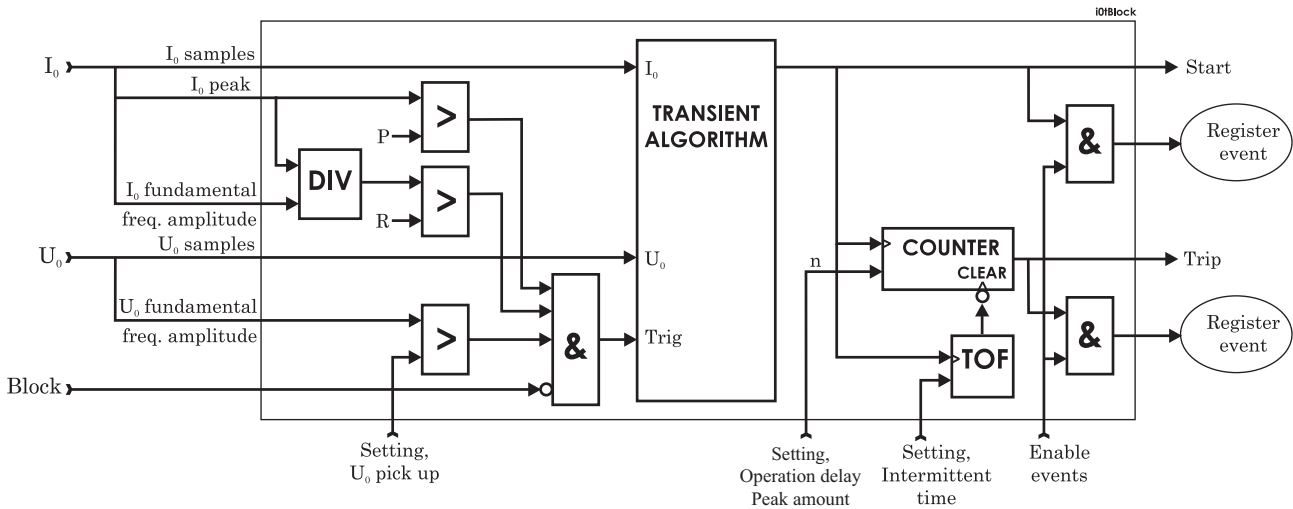 i0tBlock
I₀ samples
I₀
I₀
Start
I₀ peak
>
TRANSIENT
ALGORITHM
P
&
Register
event
DIV
>
I₀ fundamental
freq. amplitude
R
U₀ samples
U₀
U₀
COUNTER
CLEAR
n
Trip
U₀ fundamental
freq. amplitude
>
&
Trig
TOF
&
Register
event
Block
Setting,
U₀ pick up
Setting,
Operation delay
Peak amount
Setting,
Intermittent
time
Enable
events